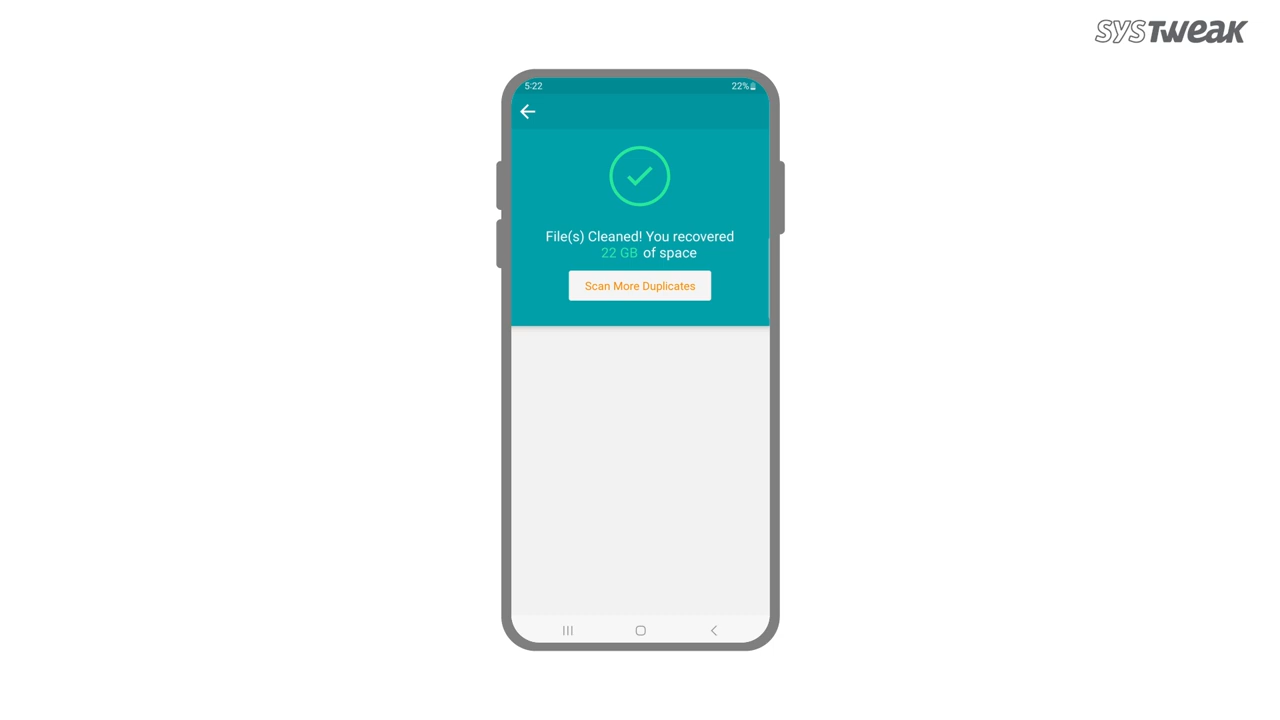 SYSTweak
5:22
22%
File(s) Cleaned! You recovered
22 GB of space
Scan More Duplicates